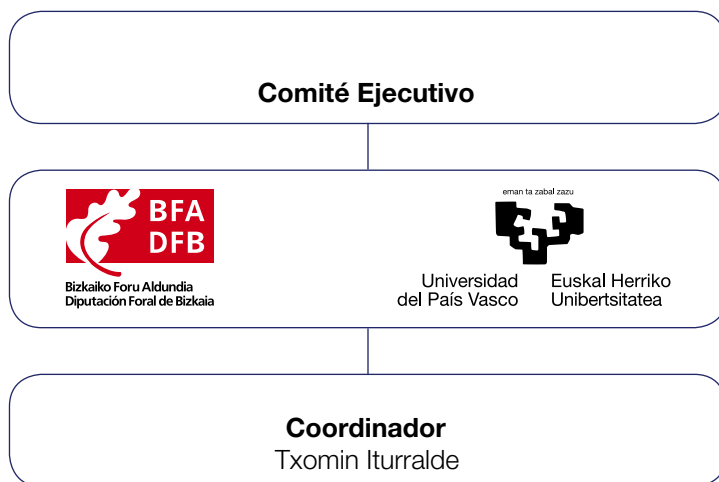 Comité Ejecutivo
BFA
DFB
Bizkaiko Foru Aldundia
Diputación Foral de Bizkaia
eman ta zabal zazu
Universidad
del País Vasco
Euskal Herriko
Unibertsitatea
Coordinador
Txomin Iturralde